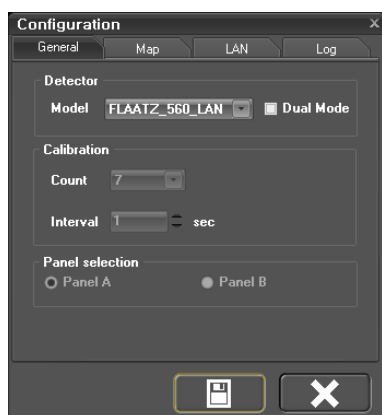 Configuration x
General Map LAN Log
Detector
Model FLAATZ_560_LAN Dual Mode
Calibration
Count 7
Interval 1 sec
Panel selection
Panel A Panel B